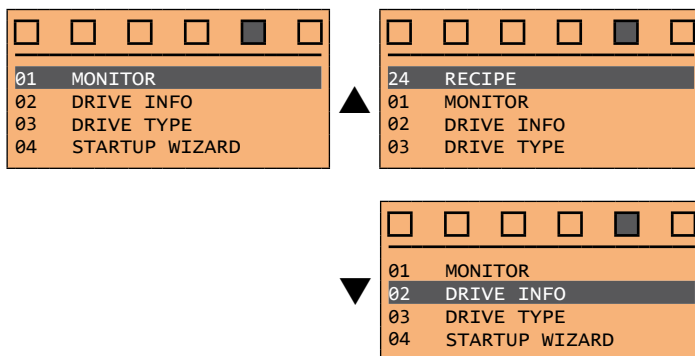 01 MONITOR
02 DRIVE INFO
03 DRIVE TYPE
04 STARTUP WIZARD
24 RECIPE
01 MONITOR
02 DRIVE INFO
03 DRIVE TYPE
01 MONITOR
02 DRIVE INFO
03 DRIVE TYPE
04 STARTUP WIZARD